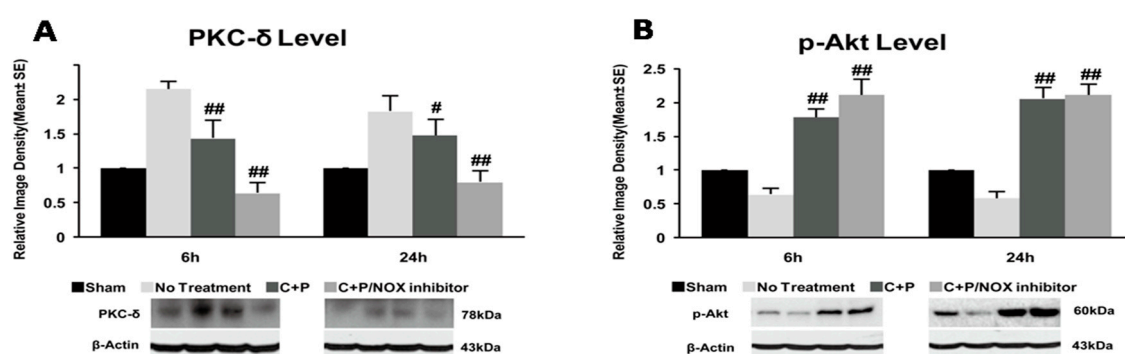 A
PKC-δ Level
Relative Image Density(Mean± SE)
2
1.5
1
0.5
0
##
##
#
##
6h
24h
Sham No Treatment C+P C+P/NOX inhibitor
PKC-δ
78kDa
β-Actin
43kDa
B
p-Akt Level
Relative Image Density(Mean± SE)
2.5
2
1.5
1
0.5
0
##
##
##
##
6h
24h
Sham No Treatment C+P C+P/NOX inhibitor
p-Akt
60kDa
β-Actin
43kDa